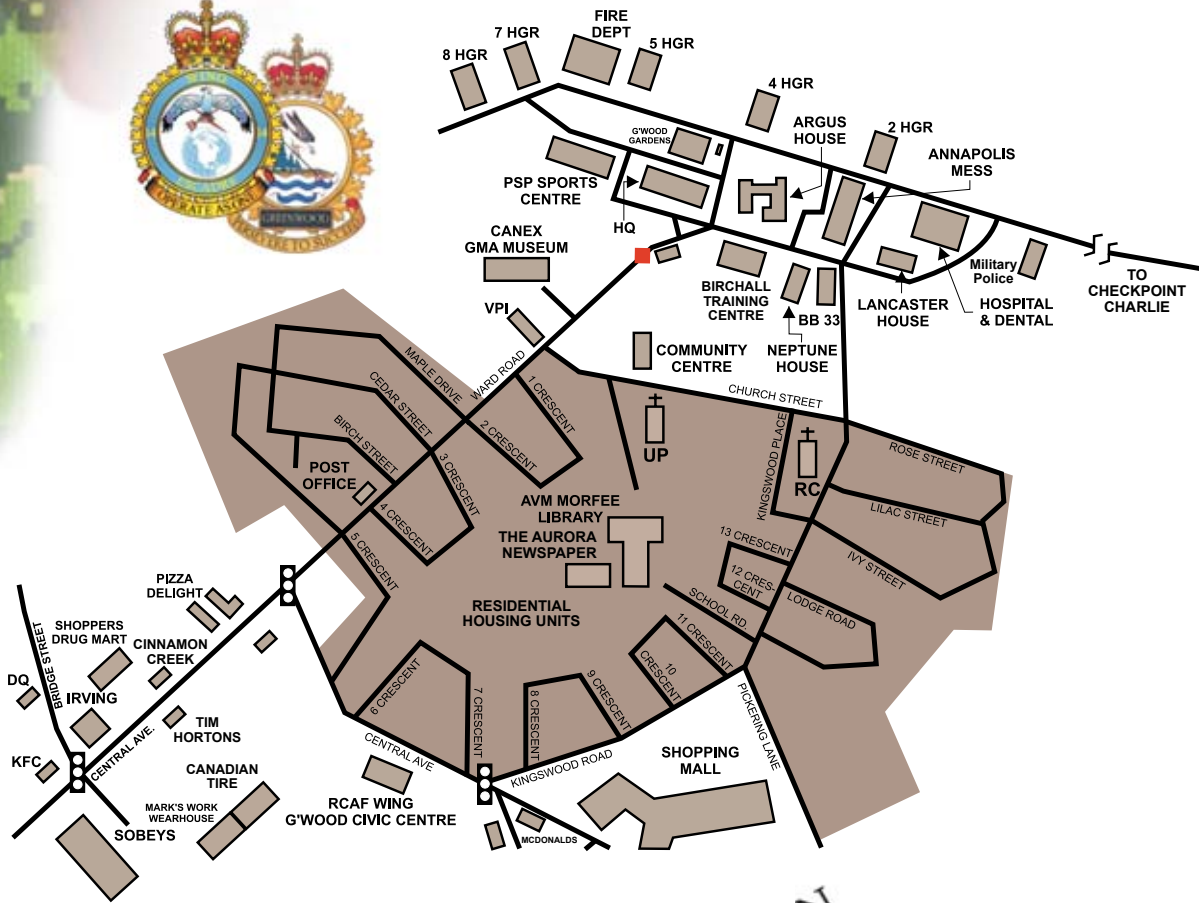 WING
OPERATE AS ONE
GREENWOOD
PERSEVERE TO SUCCEED
8 HGR
7 HGR
FIRE
DEPT
5 HGR
4 HGR
ARGUS
HOUSE
2 HGR
ANNAPOLIS
MESS
G'WOOD
GARDENS
PSP SPORTS
CENTRE
HQ
CANEX
GMA MUSEUM
VPI
BIRCHALL
TRAINING
CENTRE
BB 33
NEPTUNE
HOUSE
LANCASTER
HOUSE
Military
Police
HOSPITAL
& DENTAL
TO
CHECKPOINT
CHARLIE
COMMUNITY
CENTRE
CHURCH STREET
WARD ROAD
MAPLE DRIVE
CEDAR STREET
BIRCH STREET
1 CRESCENT
2 CRESCENT
3 CRESCENT
4 CRESCENT
5 CRESCENT
POST
OFFICE
UP
KINGSWOOD PLACE
RC
ROSE STREET
LILAC STREET
IVY STREET
AVM MORFEE
LIBRARY
THE AURORA
NEWSPAPER
RESIDENTIAL
HOUSING UNITS
13 CRESCENT
12 CRES-
CENT
LODGE ROAD
SCHOOL RD.
11 CRESCENT
10
CRESCENT
9 CRESCENT
8 CRESCENT
7 CRESCENT
6 CRESCENT
PICKERING LANE
KINGSWOOD ROAD
CENTRAL AVE
PIZZA
DELIGHT
SHOPPERS
DRUG MART
CINNAMON
CREEK
BRIDGE STREET
DQ
IRVING
CENTRAL AVE.
TIM
HORTONS
KFC
CANADIAN
TIRE
MARK'S WORK
WEARHOUSE
SOBEYS
RCAF WING
G'WOOD CIVIC CENTRE
MCDONALDS
SHOPPING
MALL
N